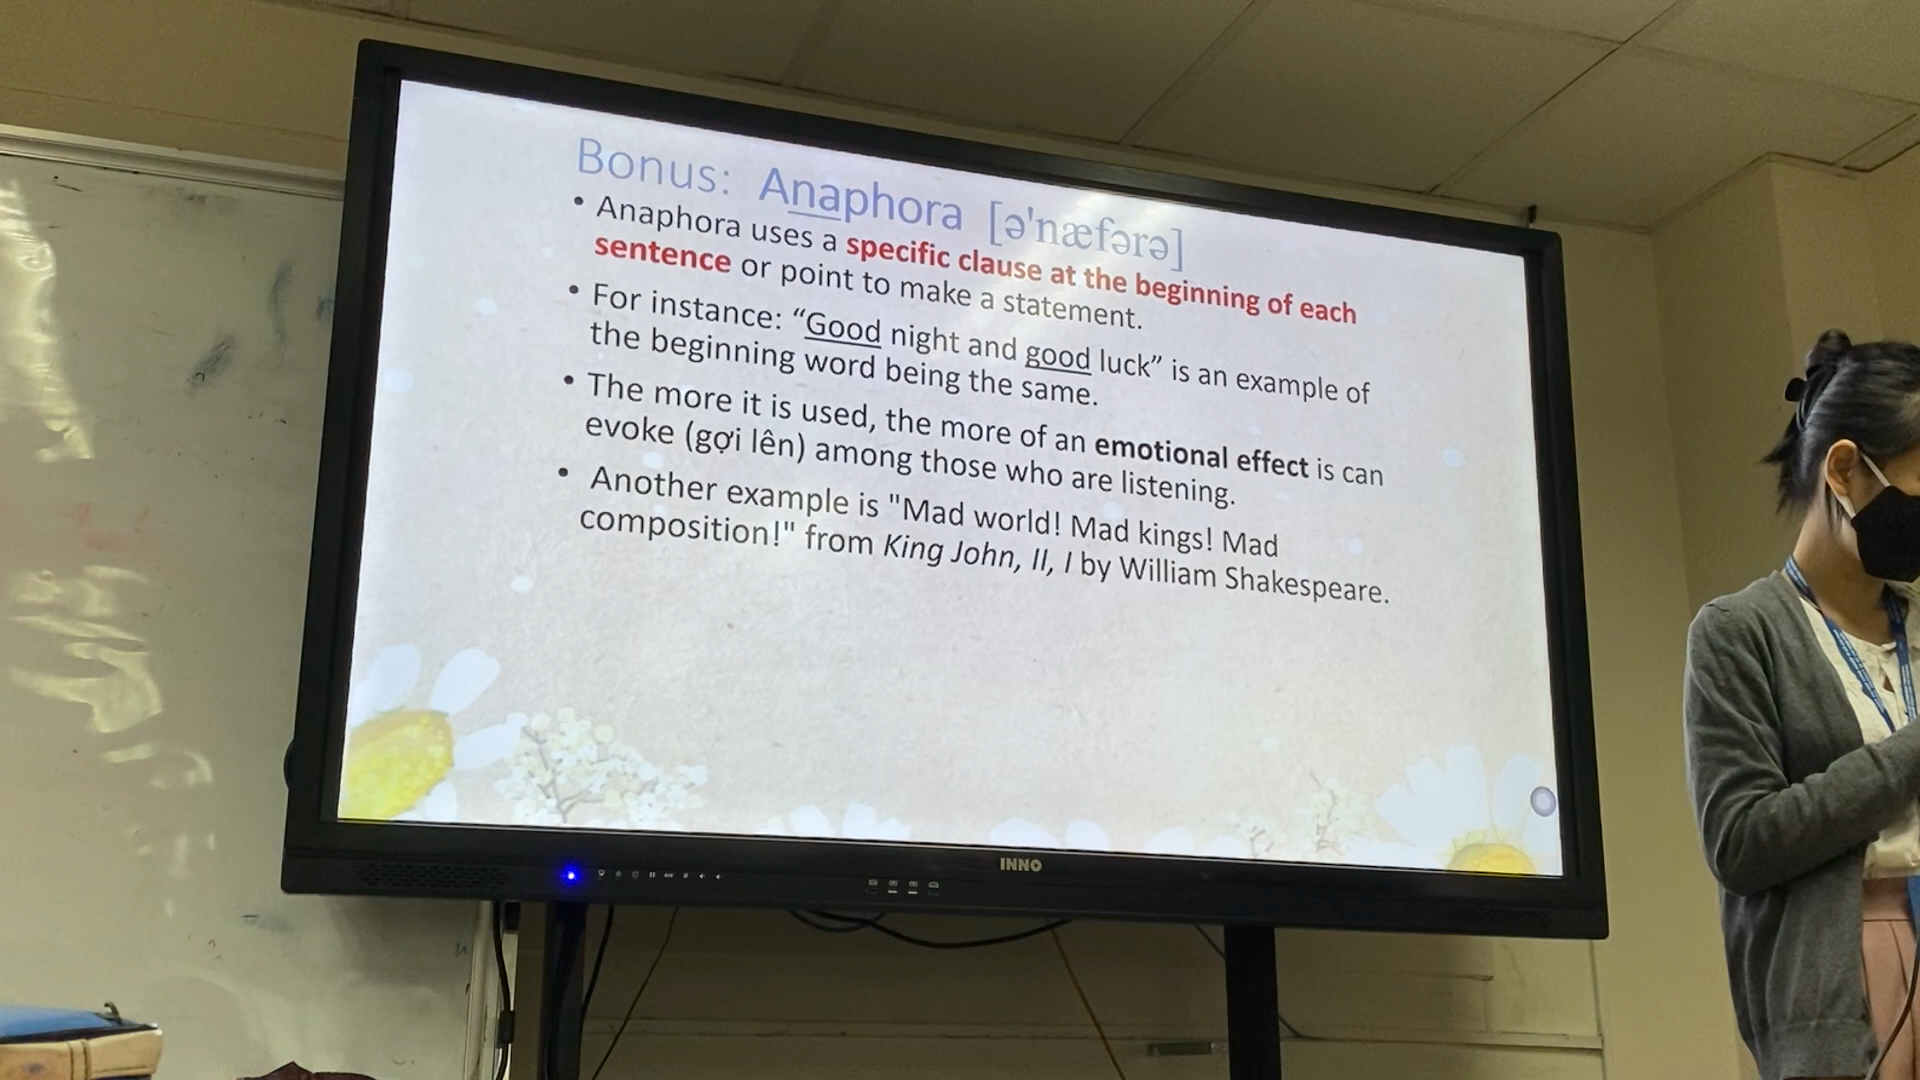 Bonus: Anaphora [ə'næfərə]
• Anaphora uses a specific clause at the beginning of each
sentence or point to make a statement.
• For instance: “Good night and good luck” is an example of
the beginning word being the same.
• The more it is used, the more of an emotional effect is can
evoke (gợi lên) among those who are listening.
• Another example is "Mad world! Mad kings! Mad
composition!" from King John, II, I by William Shakespeare.
INNO